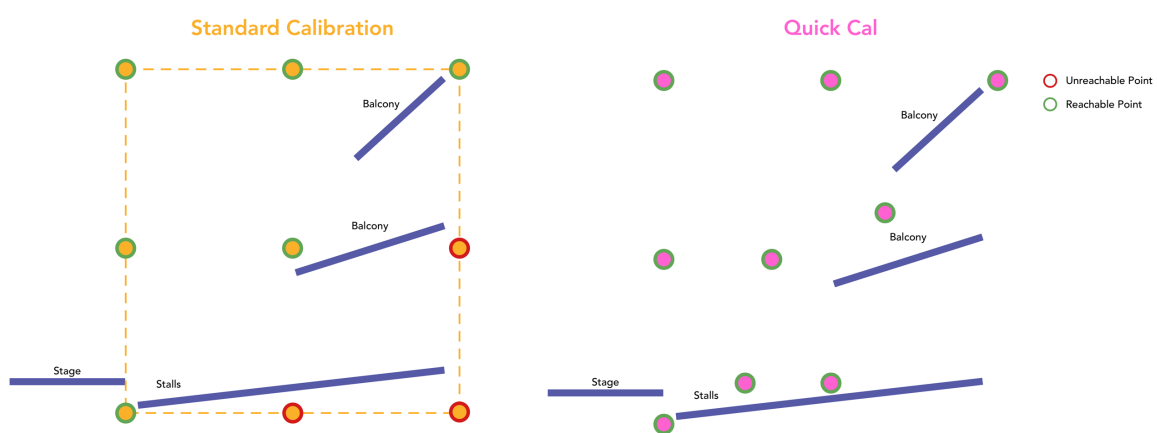 Standard Calibration
Balcony
Balcony
Stage
Stalls
Quick Cal
Balcony
Balcony
Stage
Stalls
Unreachable Point
Reachable Point